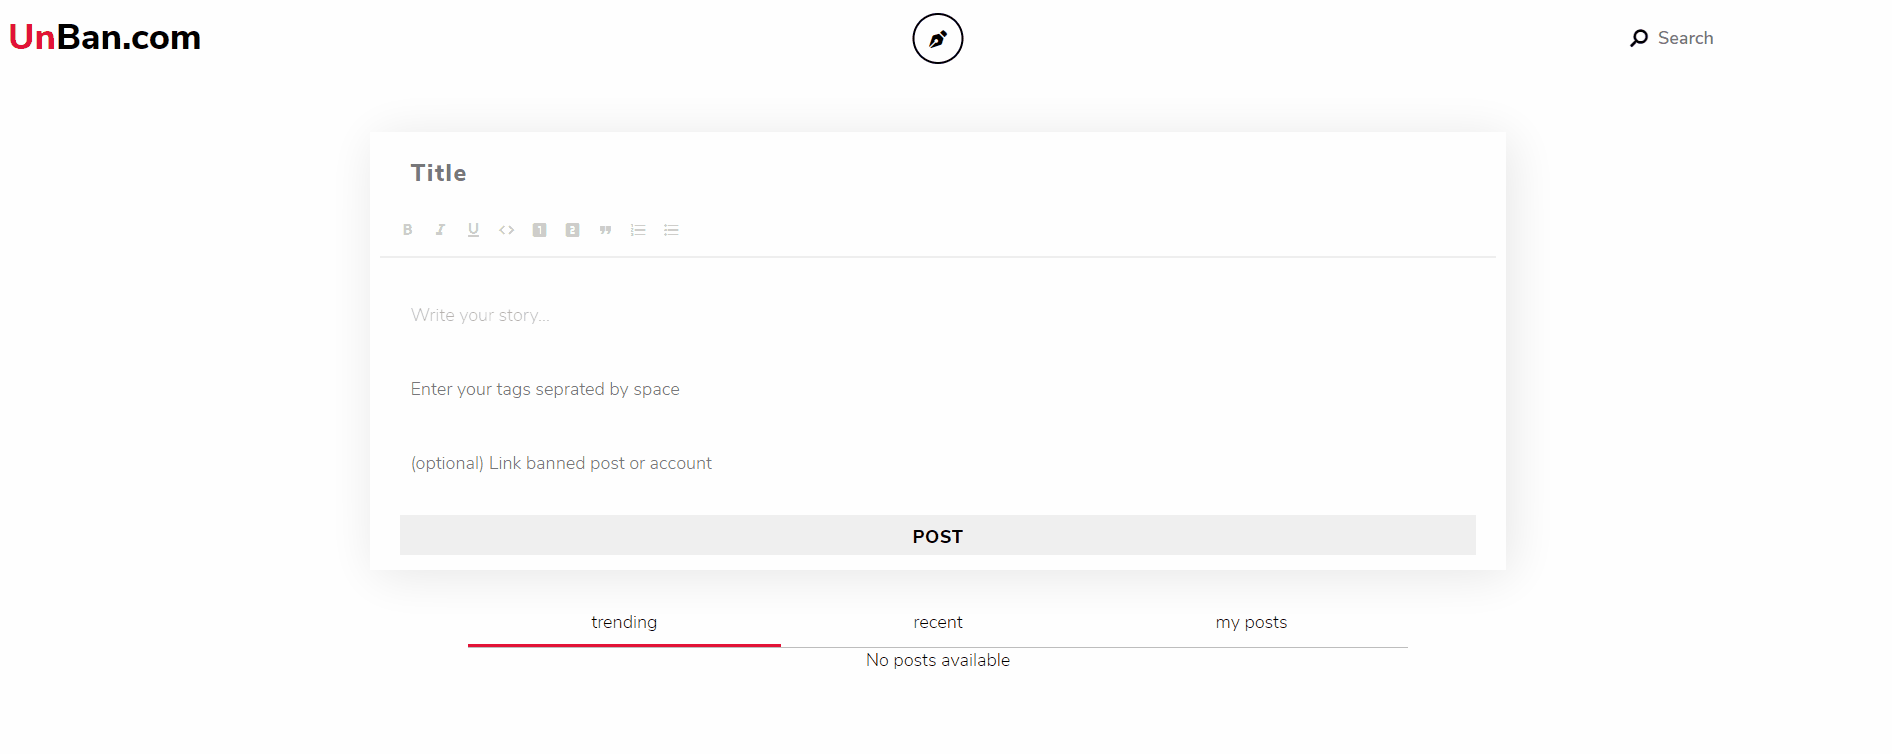 UnBan.com
Search
Title
B I U <> 1 2 ”
Write your story...
Enter your tags seprated by space
(optional) Link banned post or account
POST
trending recent my posts
No posts available